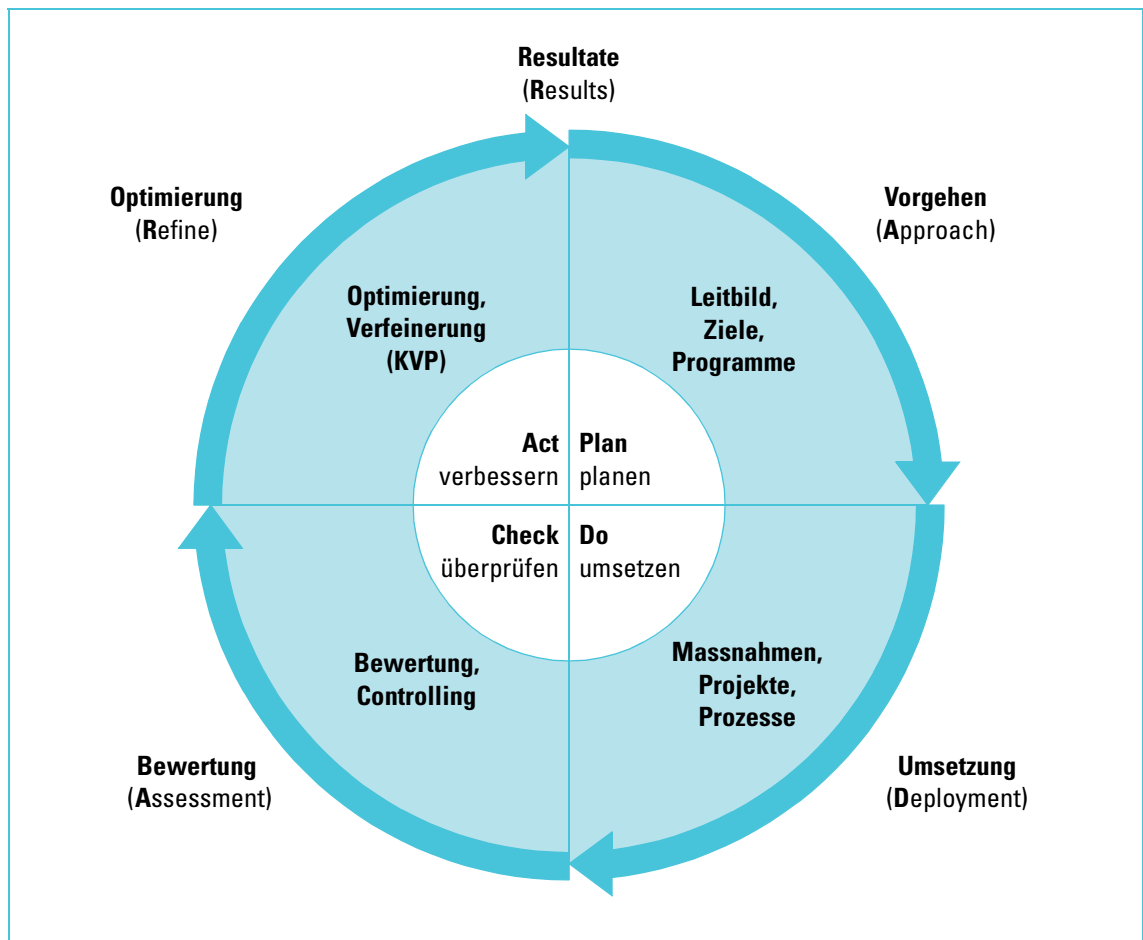 Resultate
(Results)
Optimierung
(Refine)
Vorgehen
(Approach)
Optimierung,
Verfeinerung
(KVP)
Leitbild,
Ziele,
Programme
Act
verbessern
Plan
planen
Check
überprüfen
Do
umsetzen
Bewertung,
Controlling
Massnahmen,
Projekte,
Prozesse
Bewertung
(Assessment)
Umsetzung
(Deployment)